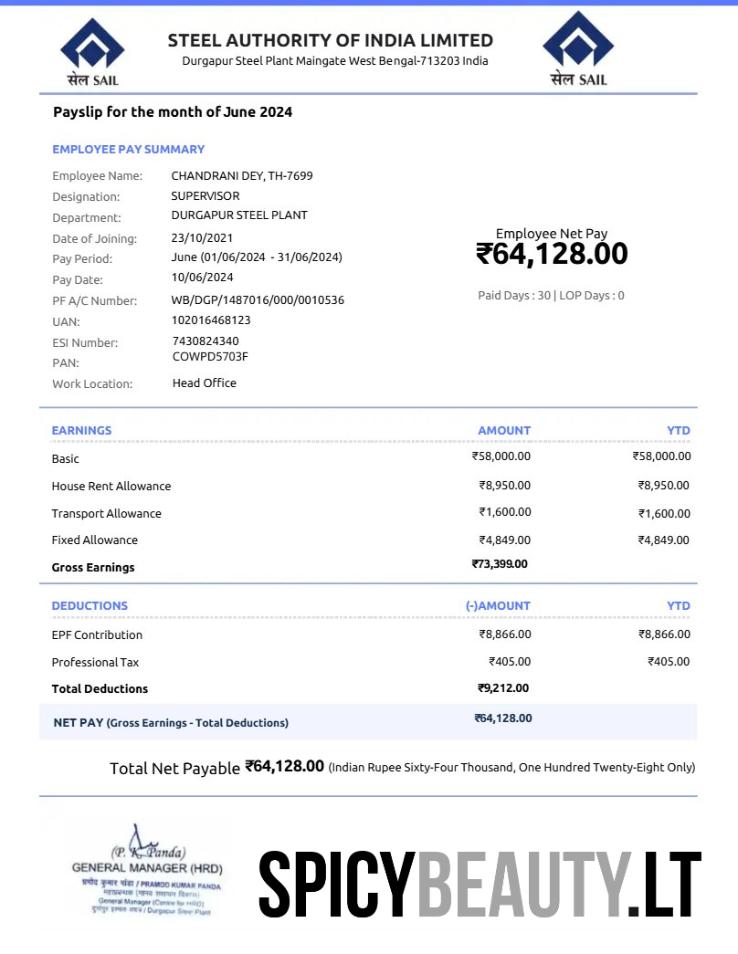 STEEL AUTHORITY OF INDIA LIMITED
Durgapur Steel Plant Maingate West Bengal-713203 India
सेल SAIL
सेल SAIL
Payslip for the month of June 2024
EMPLOYEE PAY SUMMARY
Employee Name: CHANDRANI DEY, TH-7699
Designation: SUPERVISOR
Department: DURGAPUR STEEL PLANT
Date of Joining: 23/10/2021
Pay Period: June (01/06/2024 - 31/06/2024)
Pay Date: 10/06/2024
PF A/C Number: WB/DGP/1487016/000/0010536
UAN: 102016468123
ESI Number: 7430824340
PAN: COWPD5703F
Work Location: Head Office
Employee Net Pay
₹64,128.00
Paid Days : 30 | LOP Days : 0
EARNINGS AMOUNT YTD
Basic ₹58,000.00 ₹58,000.00
House Rent Allowance ₹8,950.00 ₹8,950.00
Transport Allowance ₹1,600.00 ₹1,600.00
Fixed Allowance ₹4,849.00 ₹4,849.00
Gross Earnings ₹73,399.00
DEDUCTIONS (-)AMOUNT YTD
EPF Contribution ₹8,866.00 ₹8,866.00
Professional Tax ₹405.00 ₹405.00
Total Deductions ₹9,212.00
NET PAY (Gross Earnings - Total Deductions) ₹64,128.00
Total Net Payable ₹64,128.00 (Indian Rupee Sixty-Four Thousand, One Hundred Twenty-Eight Only)
(P. K. Panda)
GENERAL MANAGER (HRD)
प्रमोद कुमार पांडा / PRAMOD KUMAR PANDA
General Manager (Centre for HRD)
/ Durgapur Steel Plant
SPICYBEAUTY.LT